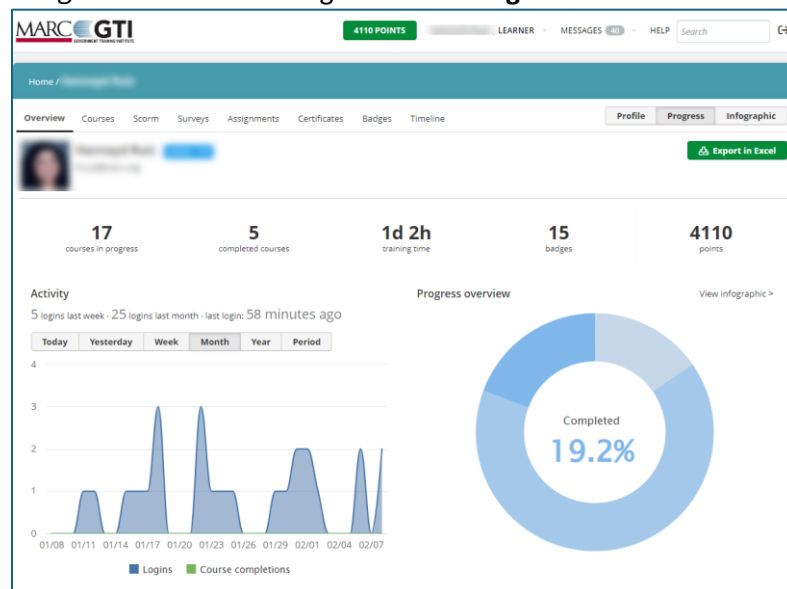 MARC GTI
GOVERNMENT TRAINING INSTITUTE
4110 POINTS
LEARNER
MESSAGES 40
HELP
Search
Home /
Overview Courses Scorm Surveys Assignments Certificates Badges Timeline
Profile Progress Infographic
Export in Excel
17 5 1d 2h 15 4110
courses in progress completed courses training time badges points
Activity
5 logins last week - 25 logins last month - last login: 58 minutes ago
Today Yesterday Week Month Year Period
4
3
2
1
0
01/08 01/11 01/14 01/17 01/20 01/23 01/26 01/29 02/01 02/04 02/07
Logins Course completions
Progress overview
View infographic >
Completed
19.2%